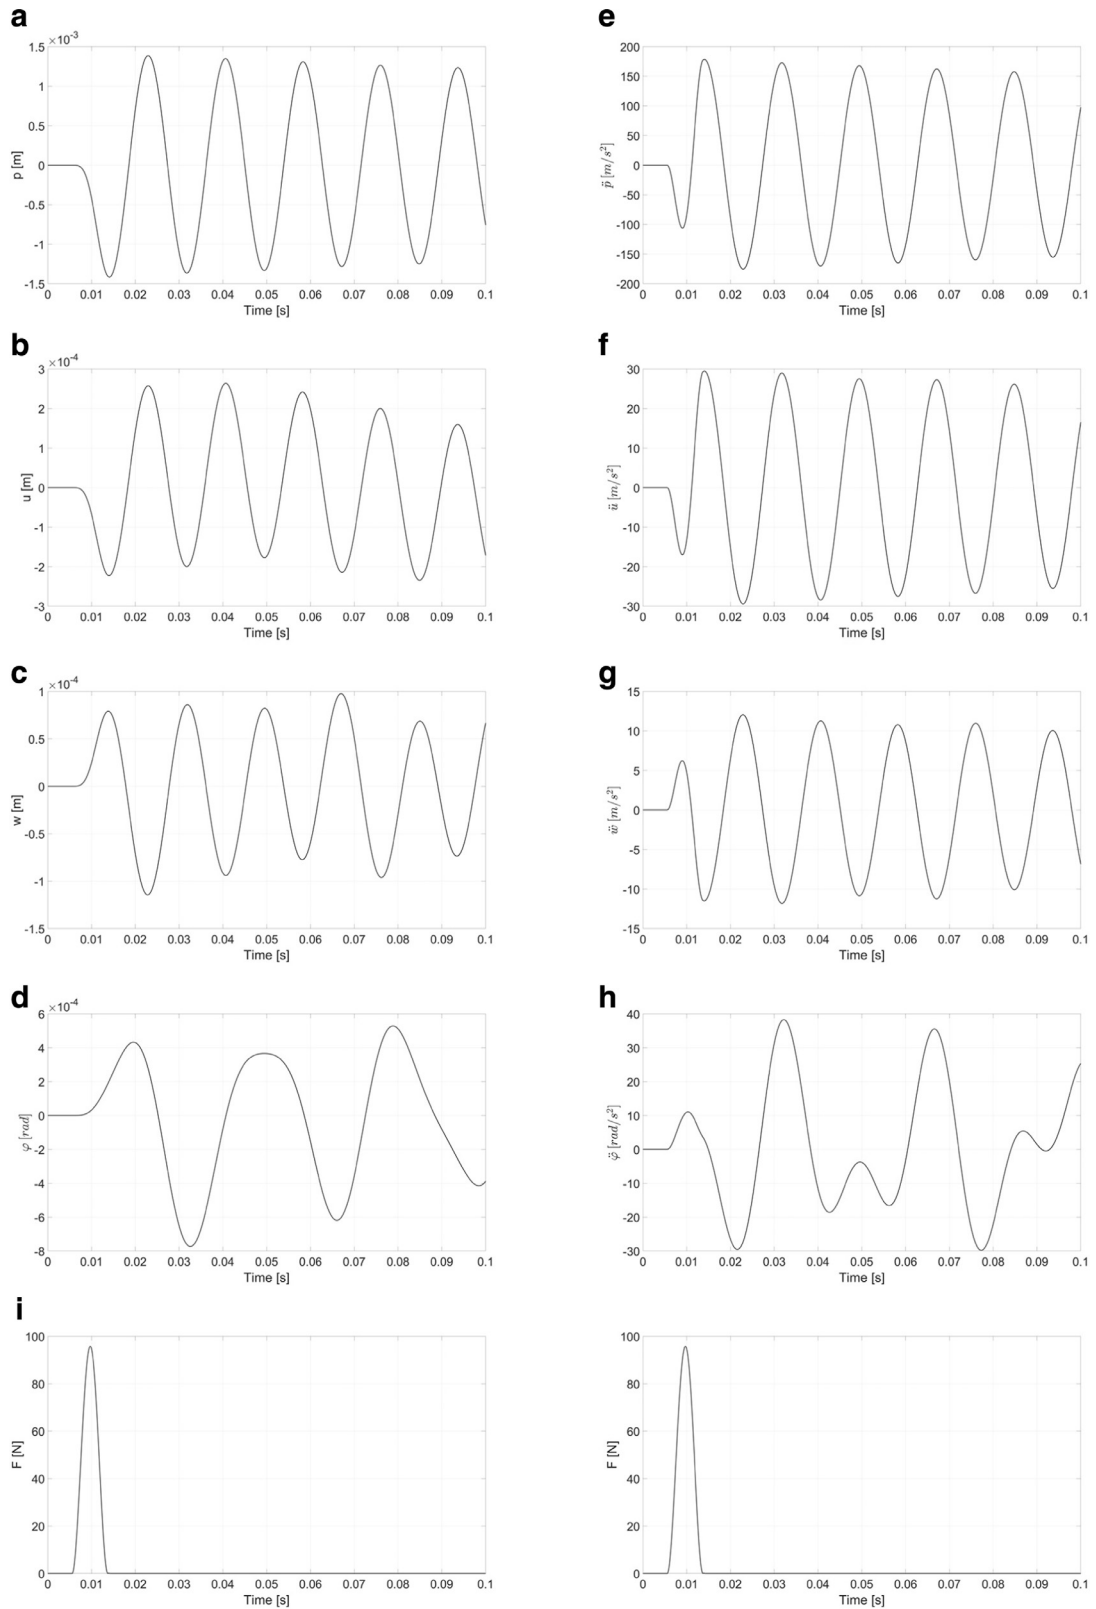 a
×10-3
1.5
1
0.5
0
-0.5
-1
-1.5
p [m]
0 0.01 0.02 0.03 0.04 0.05 0.06 0.07 0.08 0.09 0.1
Time [s]
e
200
150
100
50
0
-50
-100
-150
-200
p̈ [m/s²]
0 0.01 0.02 0.03 0.04 0.05 0.06 0.07 0.08 0.09 0.1
Time [s]
b
×10-4
3
2
1
0
-1
-2
-3
u [m]
0 0.01 0.02 0.03 0.04 0.05 0.06 0.07 0.08 0.09 0.1
Time [s]
f
30
20
10
0
-10
-20
-30
ü [m/s²]
0 0.01 0.02 0.03 0.04 0.05 0.06 0.07 0.08 0.09 0.1
Time [s]
c
×10-4
1
0.5
0
-0.5
-1
-1.5
w [m]
0 0.01 0.02 0.03 0.04 0.05 0.06 0.07 0.08 0.09 0.1
Time [s]
g
15
10
5
0
-5
-10
-15
ẅ [m/s²]
0 0.01 0.02 0.03 0.04 0.05 0.06 0.07 0.08 0.09 0.1
Time [s]
d
×10-4
6
4
2
0
-2
-4
-6
-8
φ [rad]
0 0.01 0.02 0.03 0.04 0.05 0.06 0.07 0.08 0.09 0.1
Time [s]
h
40
30
20
10
0
-10
-20
-30
φ̈ [rad/s²]
0 0.01 0.02 0.03 0.04 0.05 0.06 0.07 0.08 0.09 0.1
Time [s]
i
100
80
60
40
20
0
F [N]
0 0.01 0.02 0.03 0.04 0.05 0.06 0.07 0.08 0.09 0.1
Time [s]
100
80
60
40
20
0
F [N]
0 0.01 0.02 0.03 0.04 0.05 0.06 0.07 0.08 0.09 0.1
Time [s]